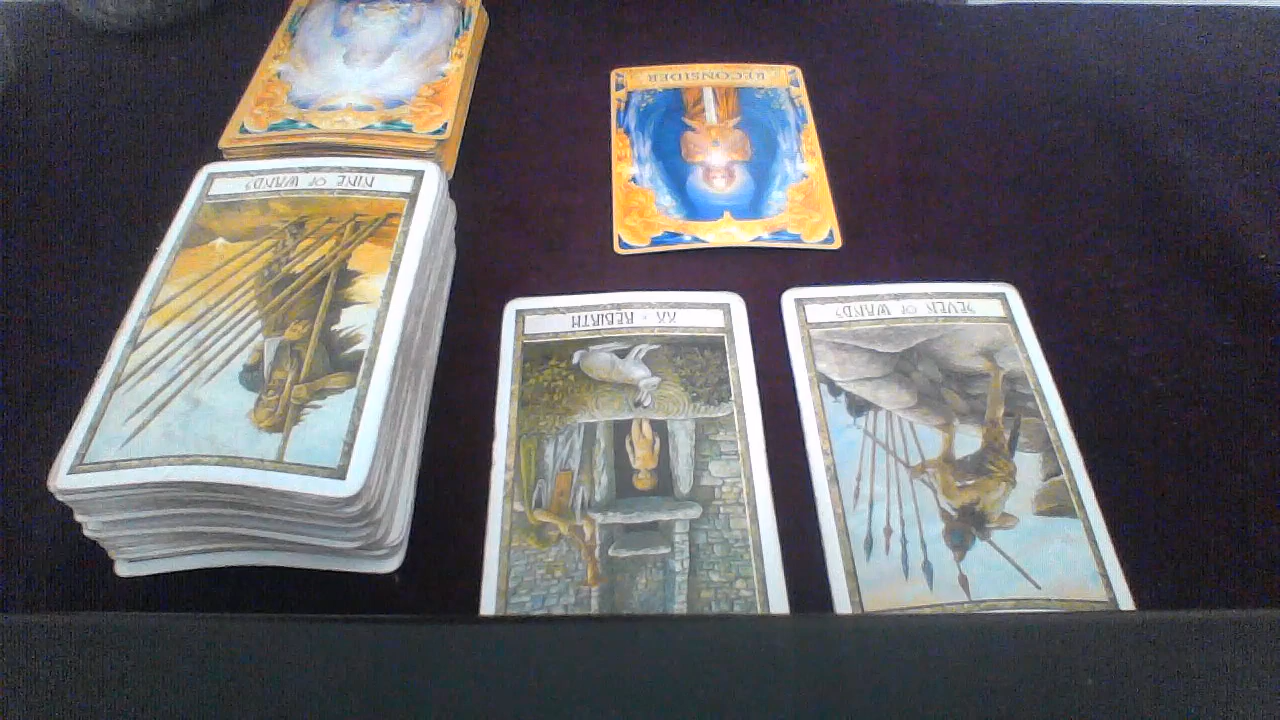 RECONSIDER
NINE OF WANDS
XX · REBIRTH
SEVEN OF WANDS